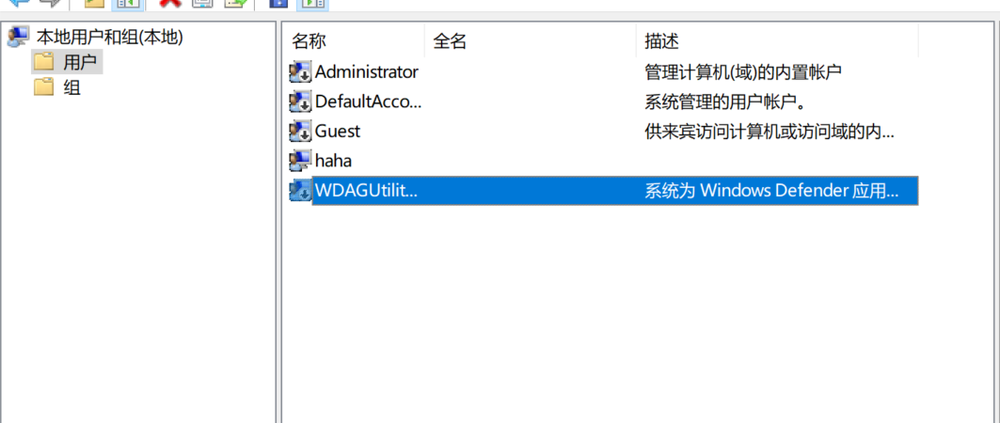 本地用户和组(本地)
用户
组
名称 全名 描述
Administrator 管理计算机(域)的内置帐户
DefaultAcco... 系统管理的用户帐户。
Guest 供来宾访问计算机或访问域的内...
haha
WDAGUtilit... 系统为 Windows Defender 应用...